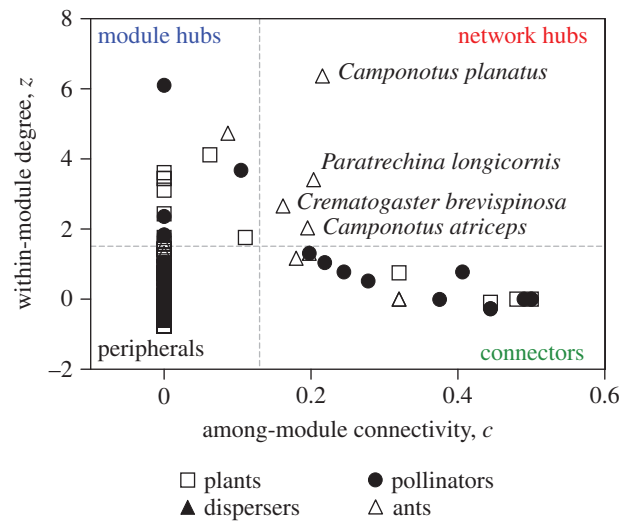 8
module hubs
network hubs
Camponotus planatus
6
Paratrechina longicornis
4
Crematogaster brevispinosa
Camponotus atriceps
2
0
peripherals
connectors
–2
0
0.2
0.4
0.6
within-module degree, z
among-module connectivity, c
plants
pollinators
dispersers
ants